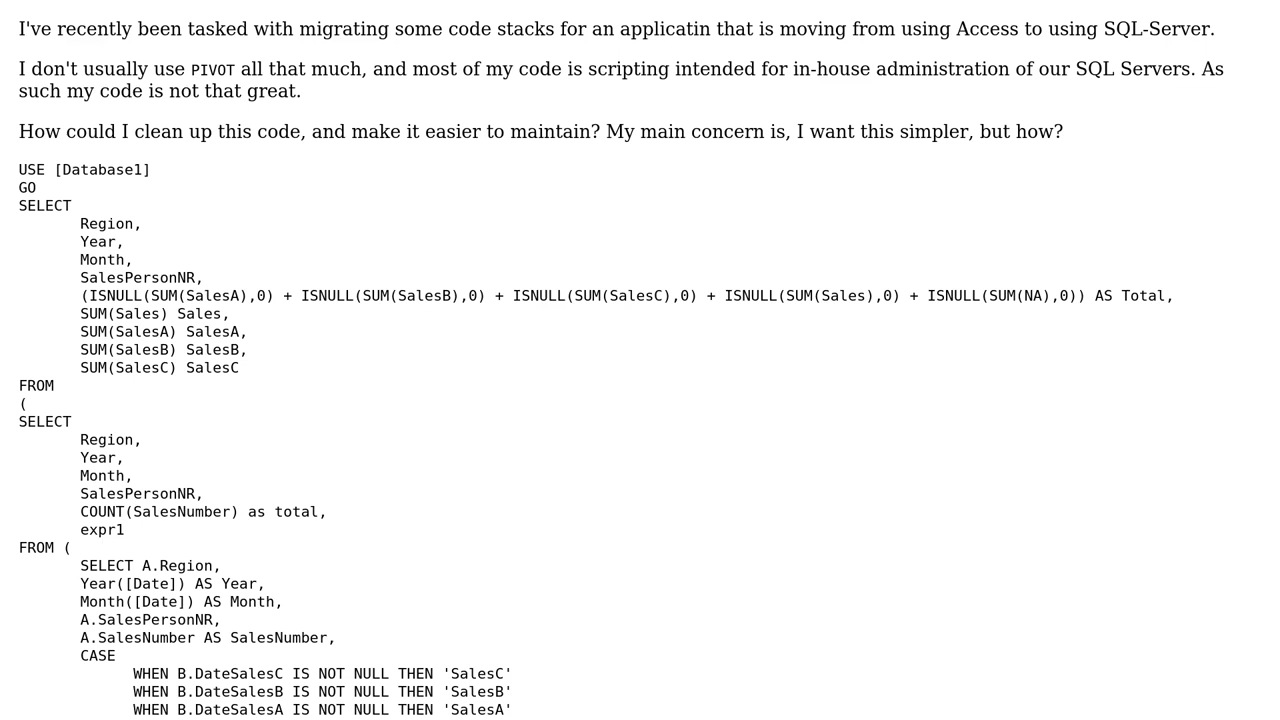 I've recently been tasked with migrating some code stacks for an applicatin that is moving from using Access to using SQL-Server.
I don't usually use PIVOT all that much, and most of my code is scripting intended for in-house administration of our SQL Servers. As
such my code is not that great.
How could I clean up this code, and make it easier to maintain? My main concern is, I want this simpler, but how?
USE [Database1]
GO
SELECT
Region,
Year,
Month,
SalesPersonNR,
(ISNULL(SUM(SalesA),0) + ISNULL(SUM(SalesB),0) + ISNULL(SUM(SalesC),0) + ISNULL(SUM(Sales),0) + ISNULL(SUM(NA),0)) AS Total,
SUM(Sales) Sales,
SUM(SalesA) SalesA,
SUM(SalesB) SalesB,
SUM(SalesC) SalesC
FROM
(
SELECT
Region,
Year,
Month,
SalesPersonNR,
COUNT(SalesNumber) as total,
expr1
FROM (
SELECT A.Region,
Year([Date]) AS Year,
Month([Date]) AS Month,
A.SalesPersonNR,
A.SalesNumber AS SalesNumber,
CASE
WHEN B.DateSalesC IS NOT NULL THEN 'SalesC'
WHEN B.DateSalesB IS NOT NULL THEN 'SalesB'
WHEN B.DateSalesA IS NOT NULL THEN 'SalesA'